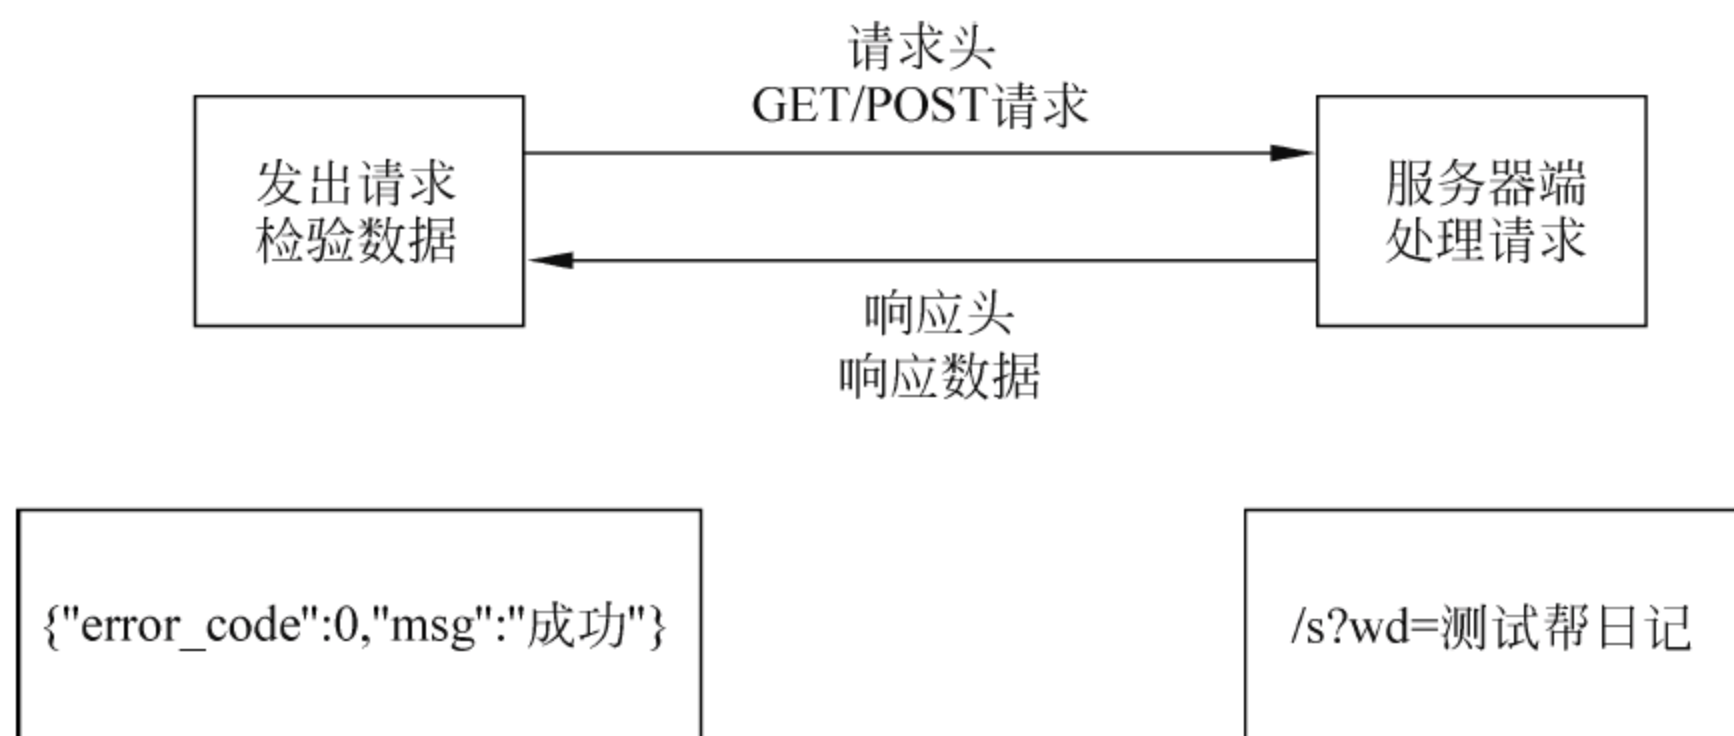 请求头
GET/POST请求
发出请求
检验数据
服务器端
处理请求
响应头
响应数据
{"error_code":0,"msg":"成功"}
/s?wd=测试帮日记